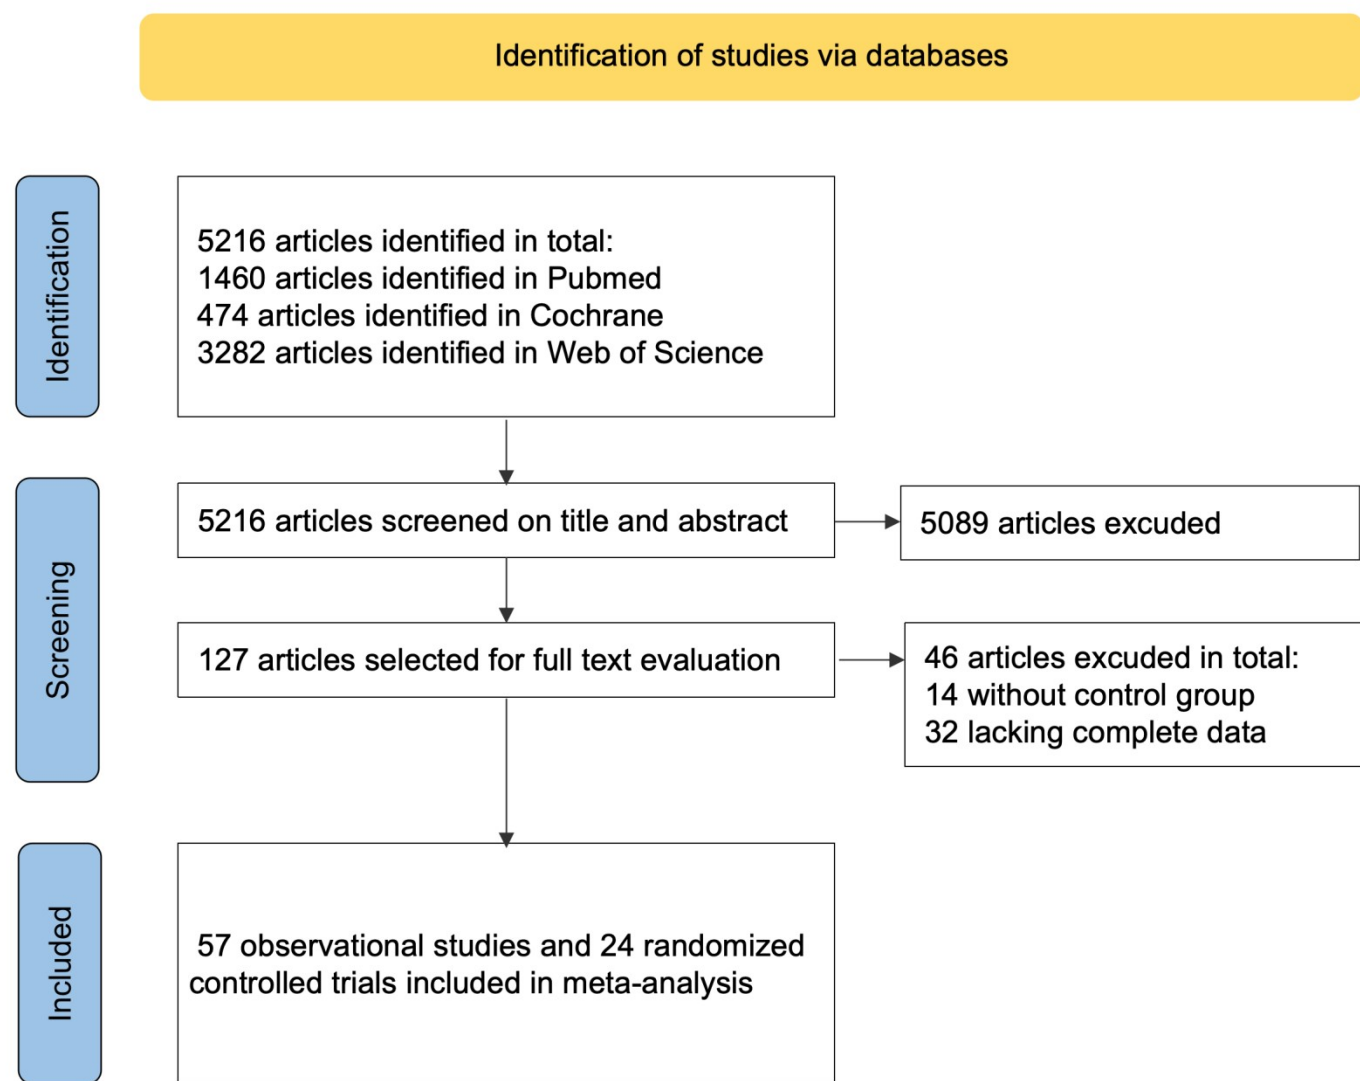 Identification of studies via databases
Identification
5216 articles identified in total:
1460 articles identified in Pubmed
474 articles identified in Cochrane
3282 articles identified in Web of Science
Screening
5216 articles screened on title and abstract
5089 articles excuded
127 articles selected for full text evaluation
46 articles excuded in total:
14 without control group
32 lacking complete data
Included
57 observational studies and 24 randomized
controlled trials included in meta-analysis